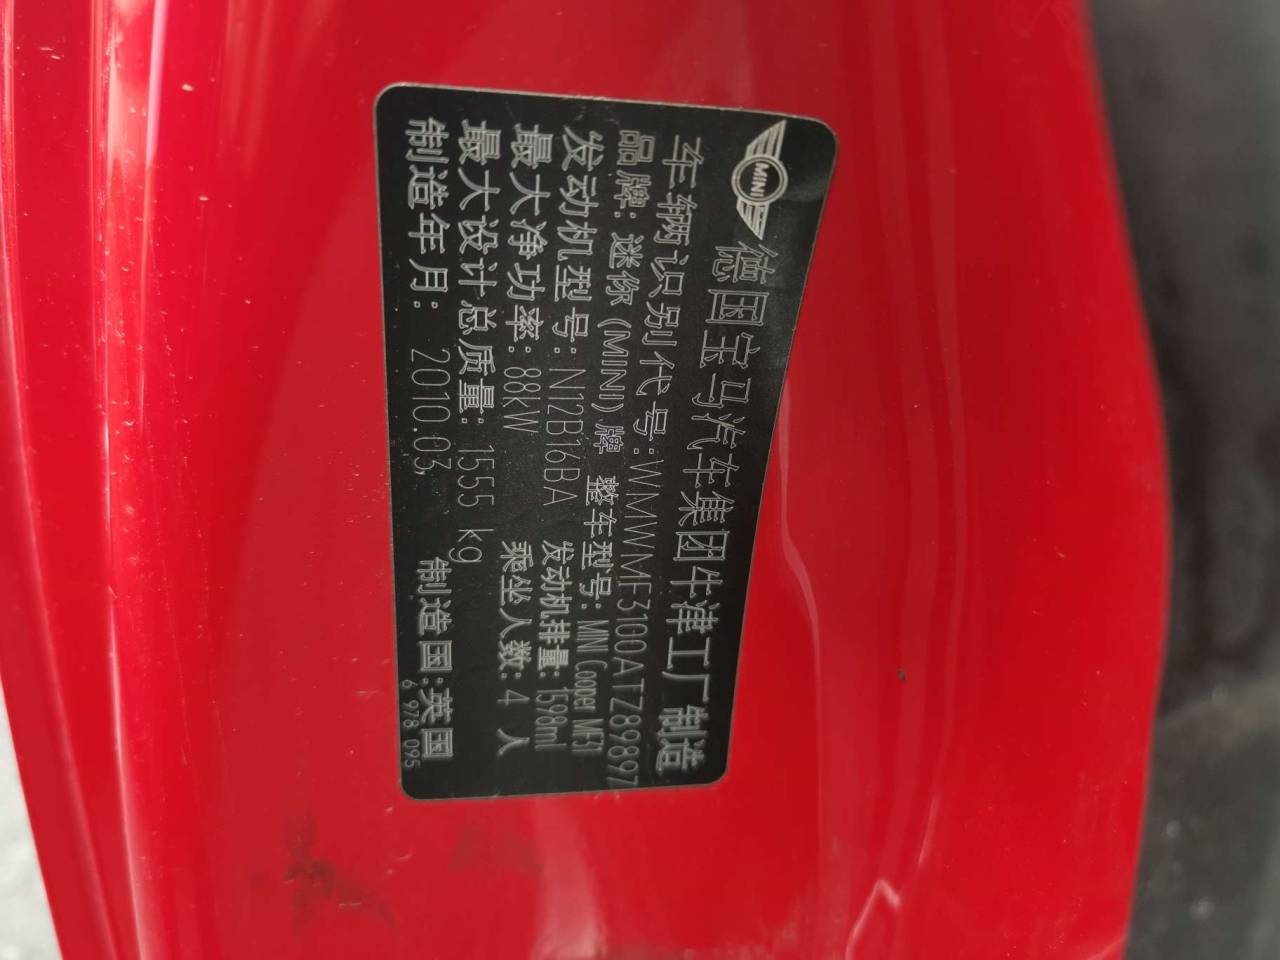 MINI
德国宝马汽车集团牛津工厂制造
车辆识别代号:WMWMF3100ATZ89897
品牌:迷你(MINI)牌 整车型号:MINI Cooper MF31
发动机型号:N12B16BA 发动机排量:1598ml
最大净功率:88kW 乘坐人数:4 人
最大设计总质量:1555 kg
制造年月:2010.03 制造国:英国
6 978 095